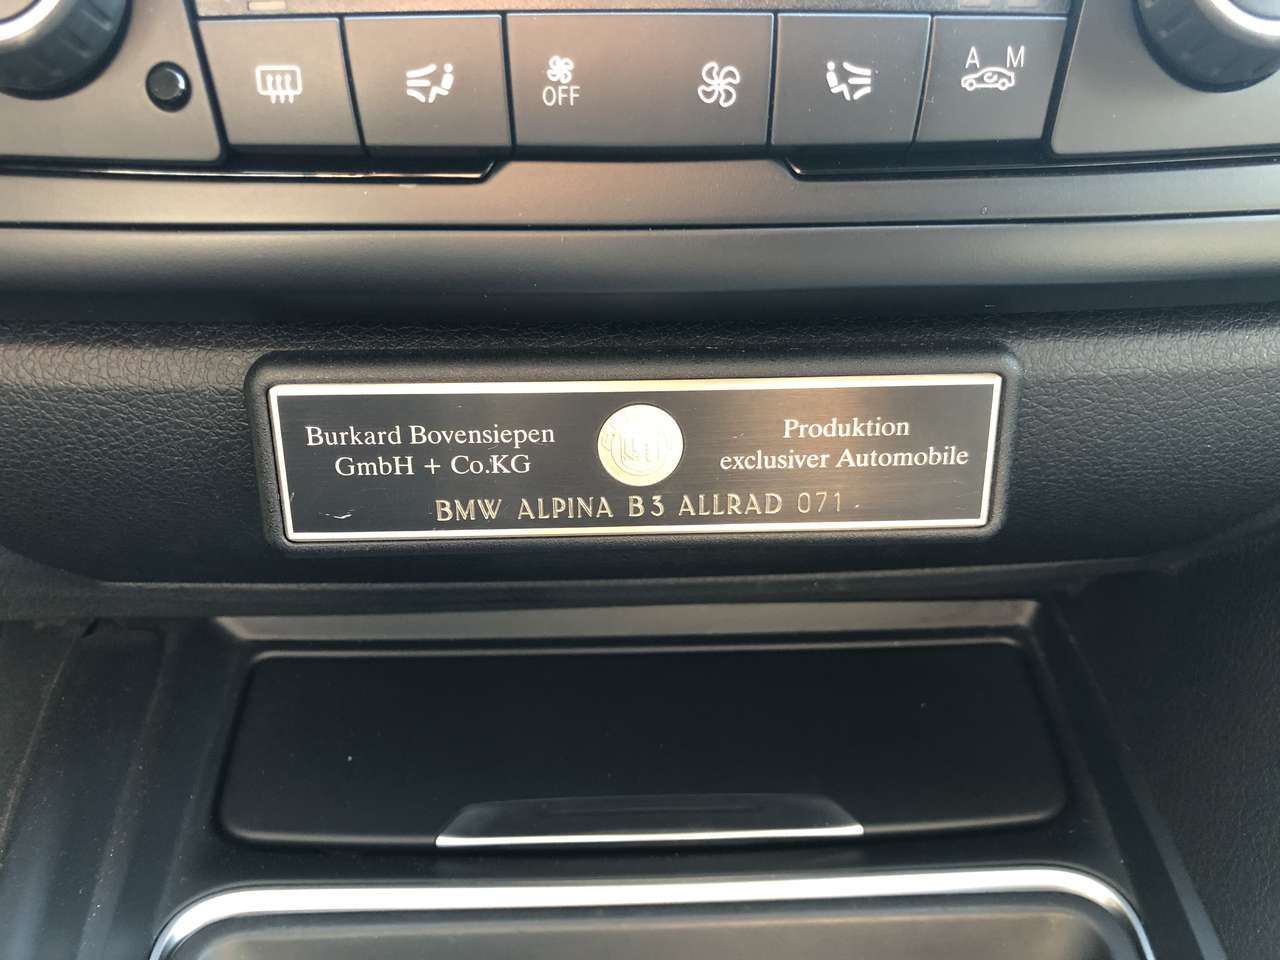 A M
OFF
Burkard Bovensiepen
GmbH + Co.KG
Produktion
exclusiver Automobile
BMW ALPINA B3 ALLRAD 071